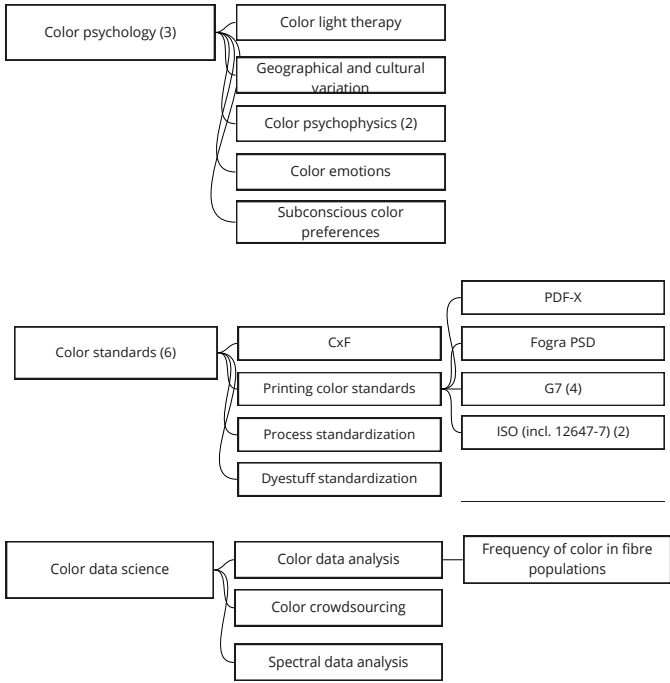 Color psychology (3)
Color light therapy
Geographical and cultural
variation
Color psychophysics (2)
Color emotions
Subconscious color
preferences
Color standards (6)
CxF
Printing color standards
Process standardization
Dyestuff standardization
PDF-X
Fogra PSD
G7 (4)
ISO (incl. 12647-7) (2)
Color data science
Color data analysis
Color crowdsourcing
Spectral data analysis
Frequency of color in fibre
populations